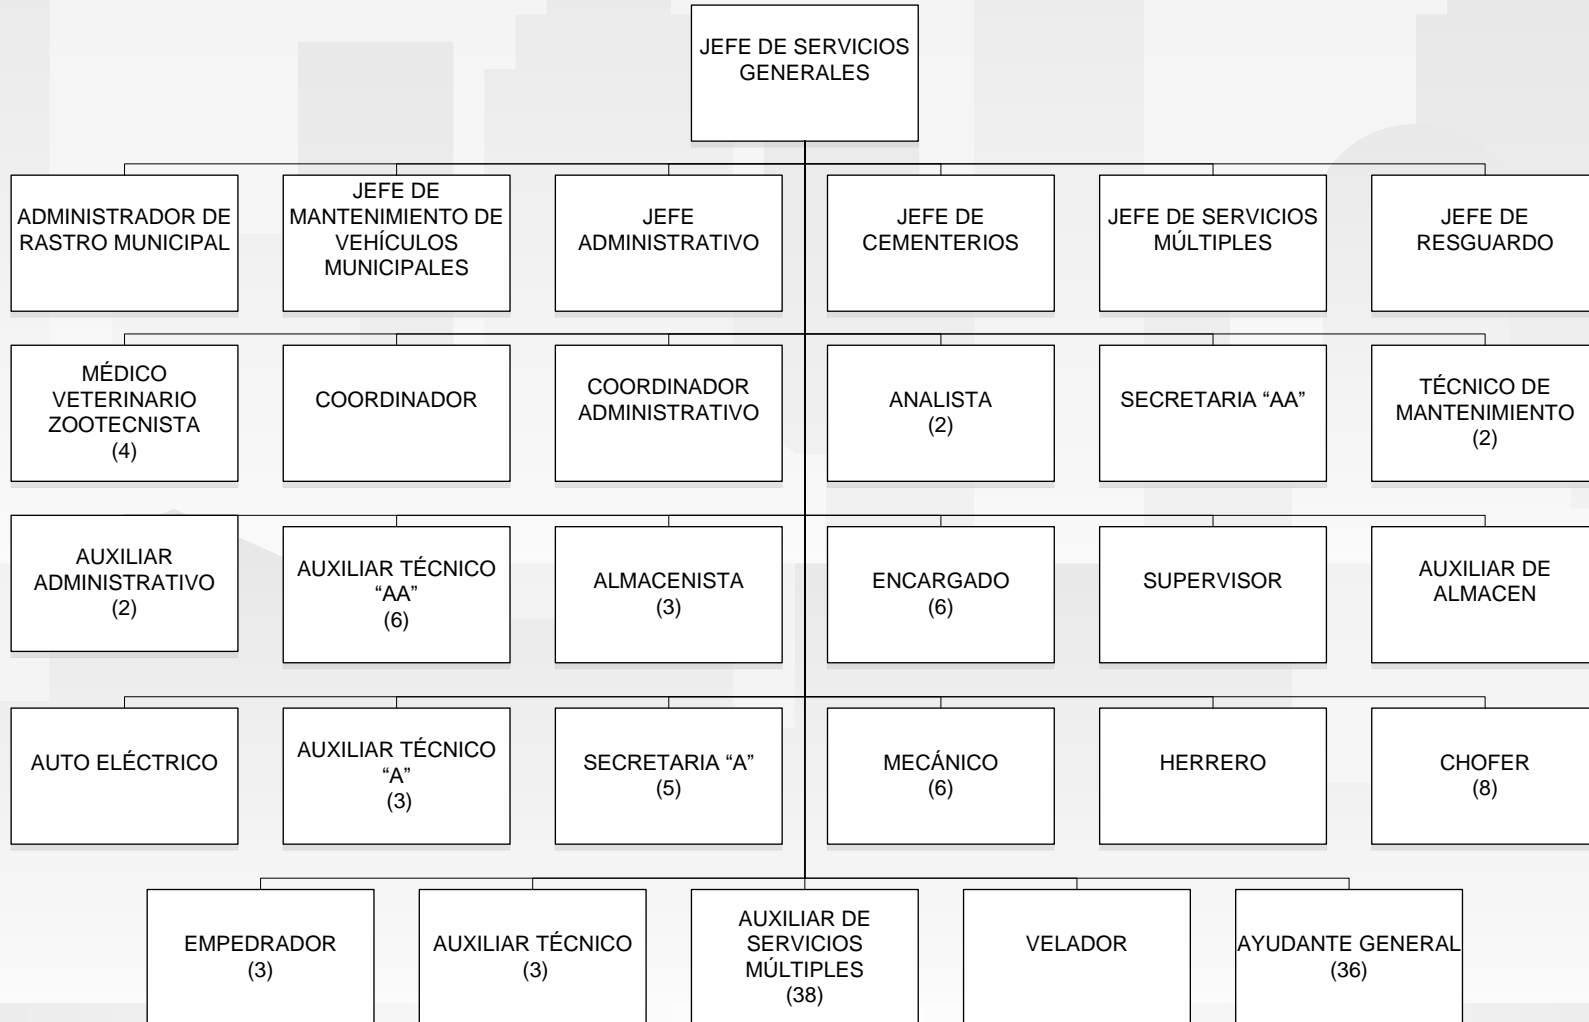 JEFE DE SERVICIOS
GENERALES
ADMINISTRADOR DE
RASTRO MUNICIPAL
JEFE DE
MANTENIMIENTO DE
VEHÍCULOS
MUNICIPALES
JEFE
ADMINISTRATIVO
JEFE DE
CEMENTERIOS
JEFE DE SERVICIOS
MÚLTIPLES
JEFE DE
RESGUARDO
MÉDICO
VETERINARIO
ZOOTECNISTA
(4)
COORDINADOR
COORDINADOR
ADMINISTRATIVO
ANALISTA
(2)
SECRETARIA “AA”
TÉCNICO DE
MANTENIMIENTO
(2)
AUXILIAR
ADMINISTRATIVO
(2)
AUXILIAR TÉCNICO
“AA”
(6)
ALMACENISTA
(3)
ENCARGADO
(6)
SUPERVISOR
AUXILIAR DE
ALMACEN
AUTO ELÉCTRICO
AUXILIAR TÉCNICO
“A”
(3)
SECRETARIA “A”
(5)
MECÁNICO
(6)
HERRERO
CHOFER
(8)
EMPEDRADOR
(3)
AUXILIAR TÉCNICO
(3)
AUXILIAR DE
SERVICIOS
MÚLTIPLES
(38)
VELADOR
AYUDANTE GENERAL
(36)